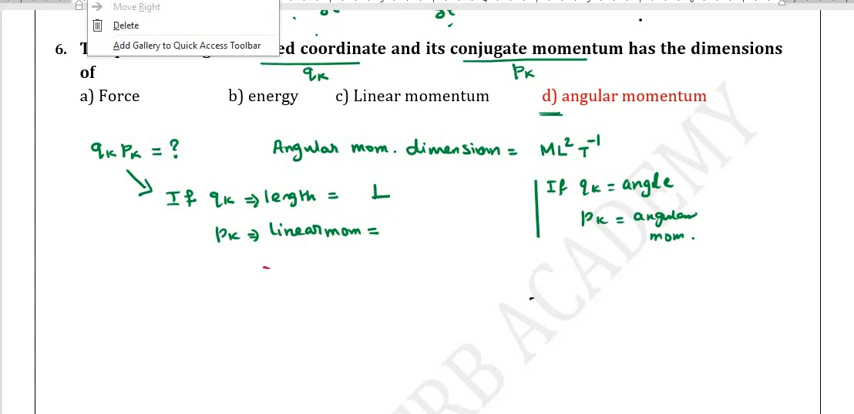 Move Right
Delete
Add Gallery to Quick Access Toolbar
6. ed coordinate and its conjugate momentum has the dimensions
of
qK pK
a) Force b) energy c) Linear momentum d) angular momentum
qK pK = ? Angular mom. dimension = ML² T⁻¹
If qK ⇒ length = L
pK ⇒ linear mom =
If qK = angle
pK = angular
mom.
ERB ACADEMY